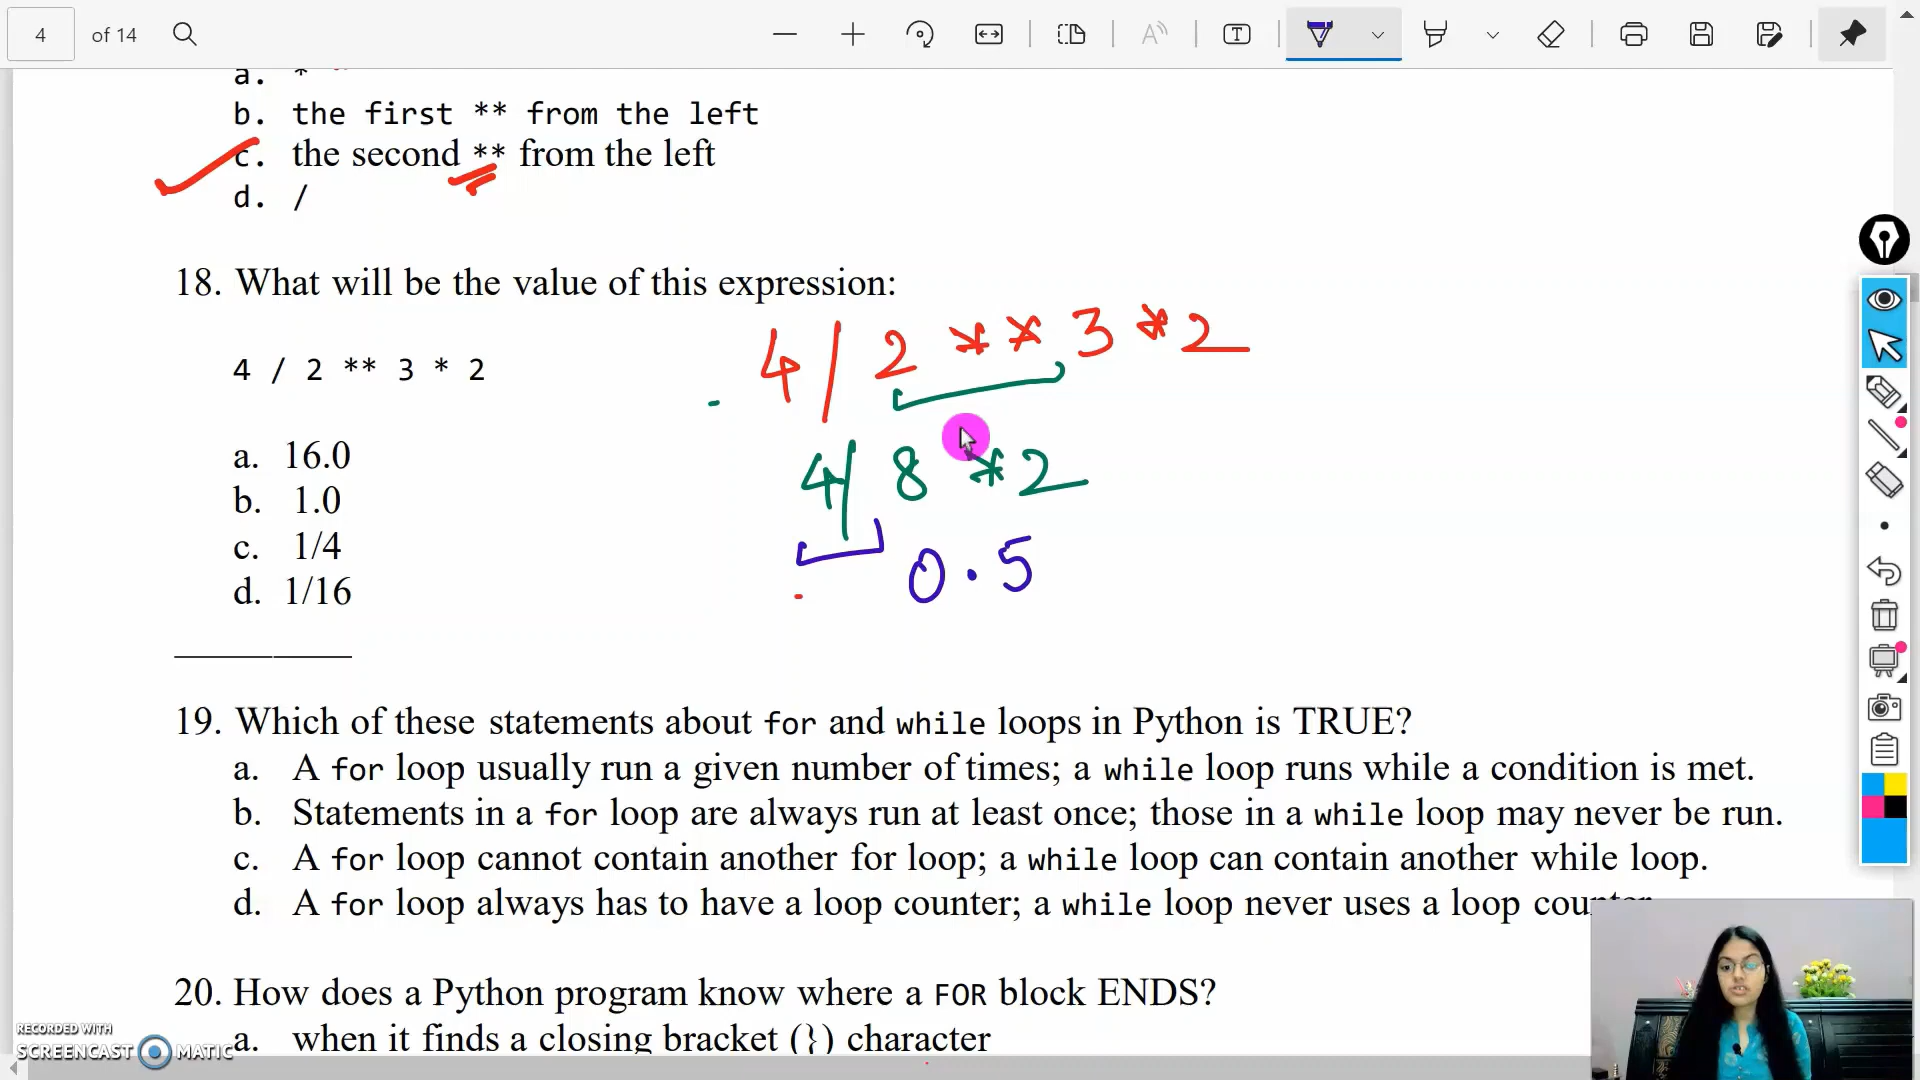 4 of 14
a. *
b. the first ** from the left
c. the second ** from the left
d. /
18. What will be the value of this expression:
4 / 2 ** 3 * 2
4 / 2 ** 3 * 2
4 / 8 * 2
0.5
a. 16.0
b. 1.0
c. 1/4
d. 1/16
19. Which of these statements about for and while loops in Python is TRUE?
a. A for loop usually run a given number of times; a while loop runs while a condition is met.
b. Statements in a for loop are always run at least once; those in a while loop may never be run.
c. A for loop cannot contain another for loop; a while loop can contain another while loop.
d. A for loop always has to have a loop counter; a while loop never uses a loop counter
20. How does a Python program know where a FOR block ENDS?
a. when it finds a closing bracket (}) character
RECORDED WITH
SCREENCAST MATIC